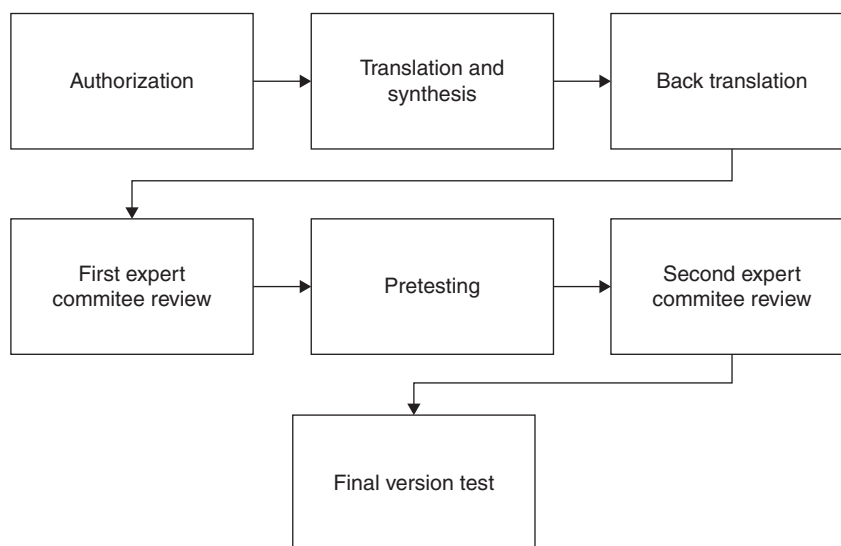 Authorization
Translation and
synthesis
Back translation
First expert
commitee review
Pretesting
Second expert
commitee review
Final version test